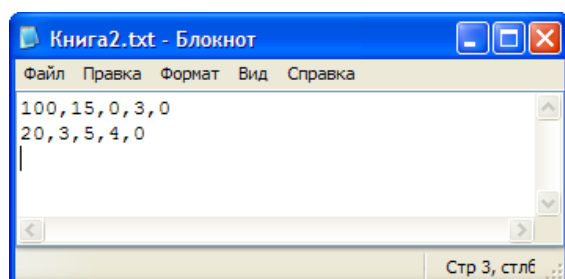 Книга2.txt - Блокнот
Файл Правка Формат Вид Справка
100,15,0,3,0
20,3,5,4,0
Стр 3, стлб